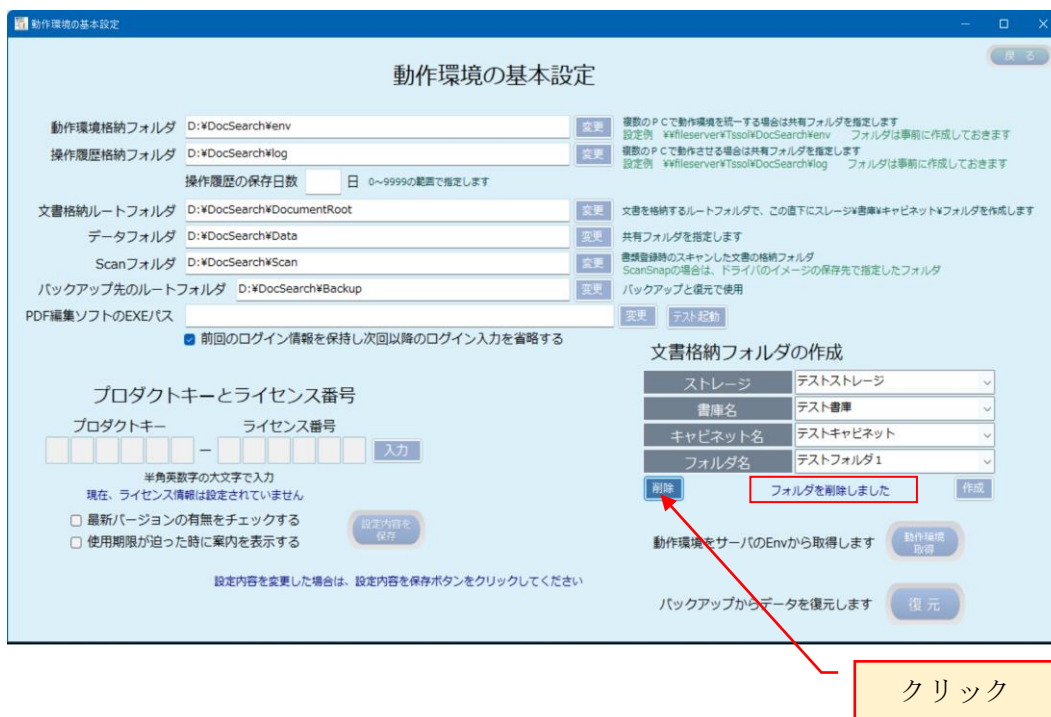 動作環境の基本設定
戻 る
動作環境の基本設定
動作環境格納フォルダ D:¥DocSearch¥env 変更 複数のＰＣで動作環境を統一する場合は共有フォルダを指定します
設定例 ¥¥fileserver¥Tssol¥DocSearch¥env フォルダは事前に作成しておきます
操作履歴格納フォルダ D:¥DocSearch¥log 変更 複数のＰＣで動作させる場合は共有フォルダを指定します
設定例 ¥¥fileserver¥Tssol¥DocSearch¥log フォルダは事前に作成しておきます
操作履歴の保存日数 日 0～9999の範囲で指定します
文書格納ルートフォルダ D:¥DocSearch¥DocumentRoot 変更 文書を格納するルートフォルダで、この直下にスレージ¥書庫¥キャビネット¥フォルダを作成します
データフォルダ D:¥DocSearch¥Data 変更 共有フォルダを指定します
Scanフォルダ D:¥DocSearch¥Scan 変更 書類登録時のスキャンした文書の格納フォルダ
ScanSnapの場合は、ドライバのイメージの保存先で指定したフォルダ
バックアップ先のルートフォルダ D:¥DocSearch¥Backup 変更 バックアップと復元で使用
PDF編集ソフトのEXEパス 変更 テスト起動
前回のログイン情報を保持し次回以降のログイン入力を省略する
プロダクトキーとライセンス番号
プロダクトキー ライセンス番号
－ 入力
半角英数字の大文字で入力
現在、ライセンス情報は設定されていません
最新バージョンの有無をチェックする
使用期限が迫った時に案内を表示する
設定内容を
保存
設定内容を変更した場合は、設定内容を保存ボタンをクリックしてください
文書格納フォルダの作成
ストレージ テストストレージ
書庫名 テスト書庫
キャビネット名 テストキャビネット
フォルダ名 テストフォルダ１
削除 フォルダを削除しました 作成
動作環境をサーバのEnvから取得します 動作環境
取得
バックアップからデータを復元します 復 元
クリック